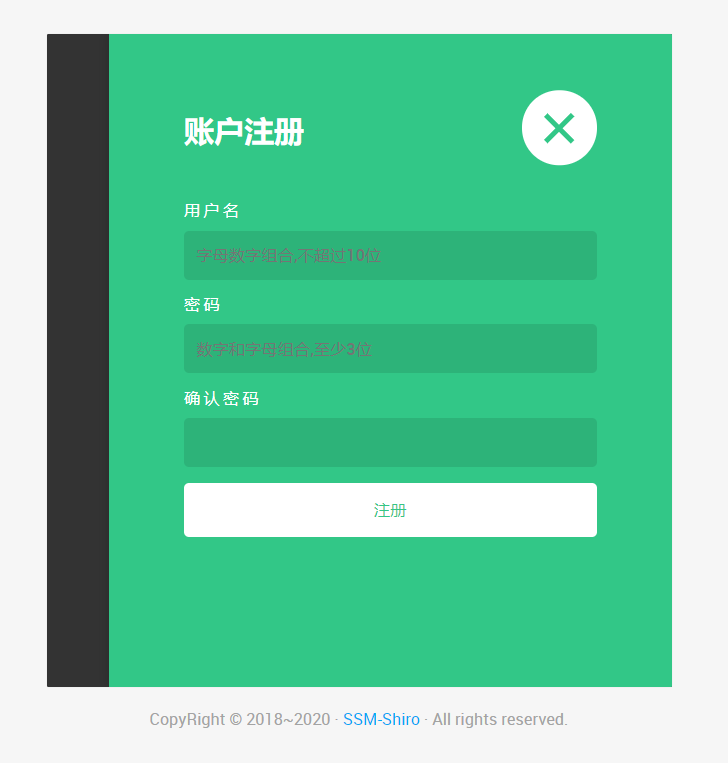 账户注册
用户名
字母数字组合,不超过10位
密码
数字和字母组合,至少3位
确认密码
注册
CopyRight © 2018~2020 · SSM-Shiro · All rights reserved.